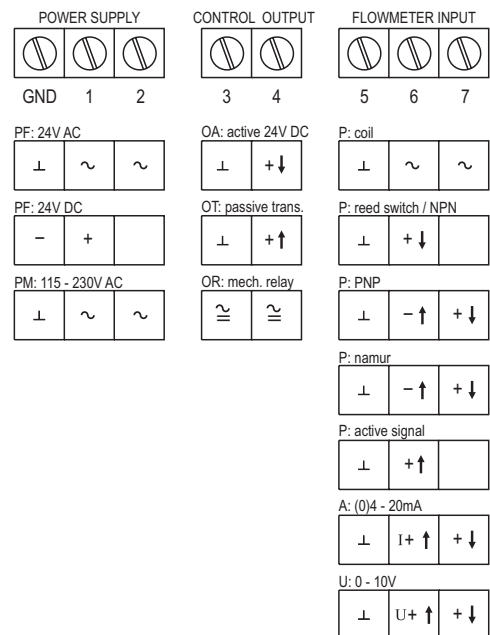 POWER SUPPLY CONTROL OUTPUT FLOWMETER INPUT
GND 1 2 3 4 5 6 7
PF: 24V AC OA: active 24V DC P: coil
⊥ ~ ~ ⊥ +↓ ⊥ ~ ~
PF: 24V DC OT: passive trans. P: reed switch / NPN
− + ⊥ +↑ ⊥ +↓
PM: 115 - 230V AC OR: mech. relay P: PNP
⊥ ~ ~ ≅ ≅ ⊥ −↑ +↓
P: namur
⊥ −↑ +↓
P: active signal
⊥ +↑
A: (0)4 - 20mA
⊥ I+ ↑ +↓
U: 0 - 10V
⊥ U+ ↑ +↓